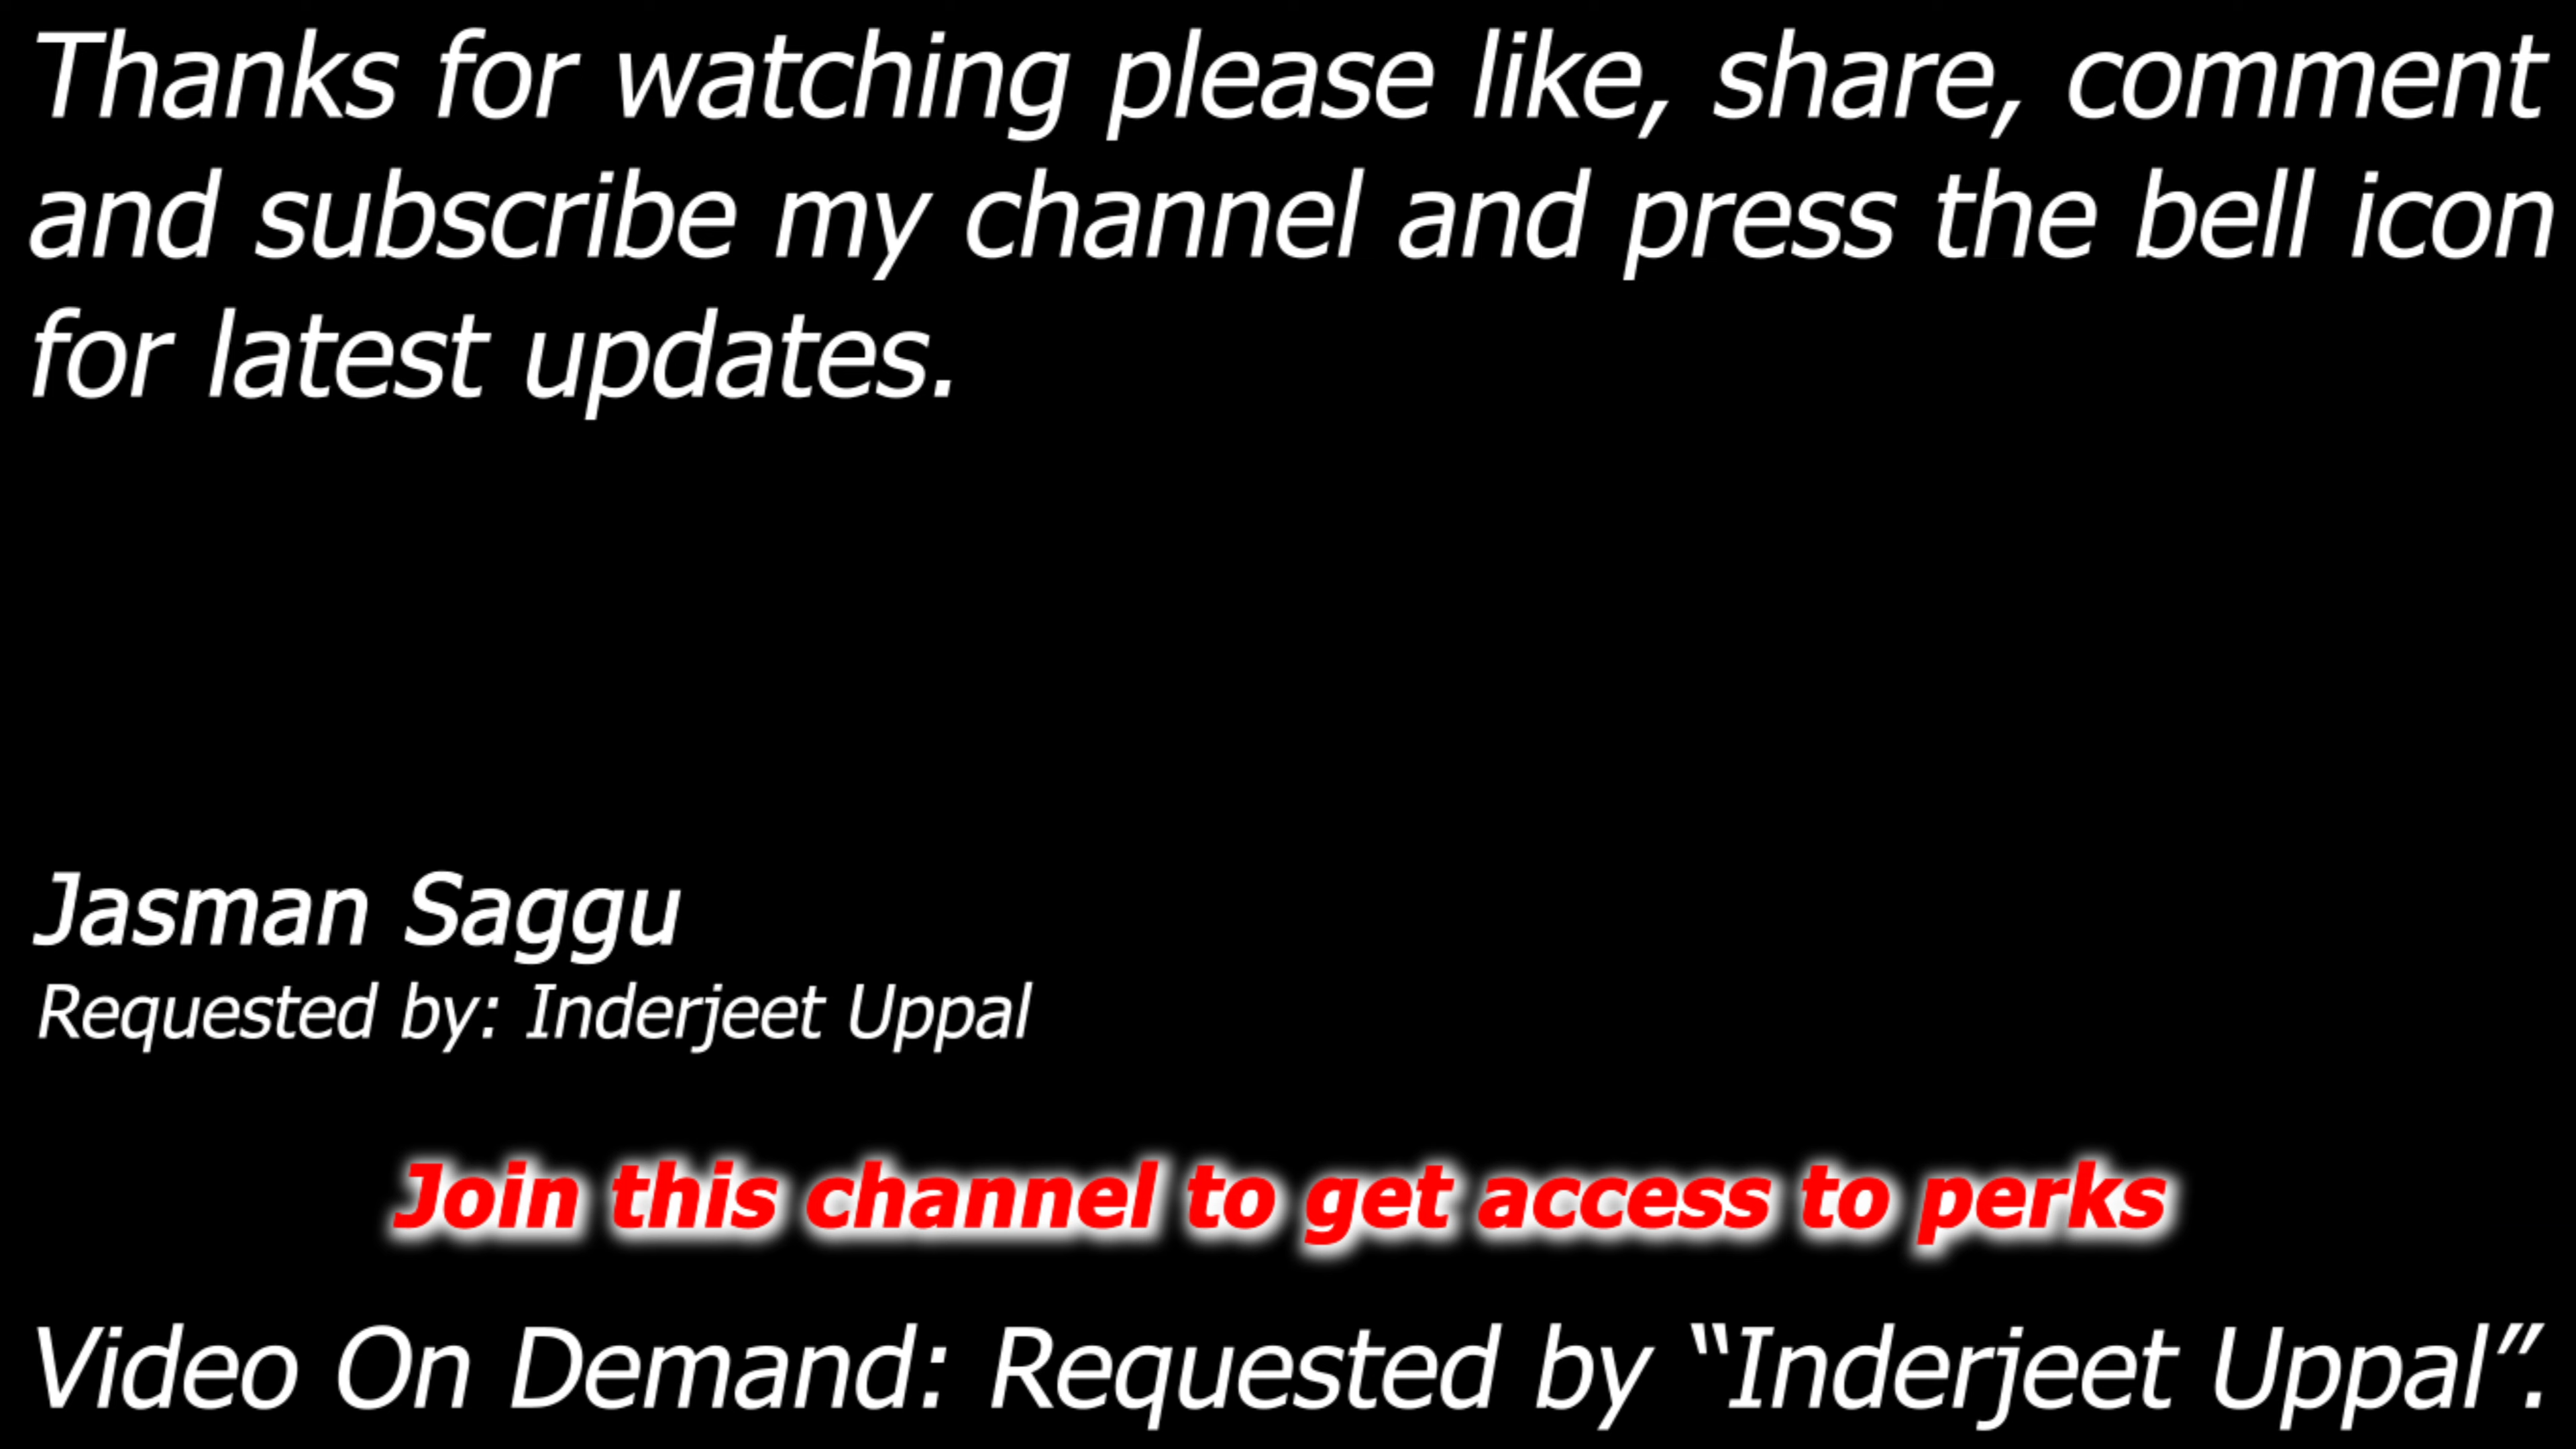 Thanks for watching please like, share, comment
and subscribe my channel and press the bell icon
for latest updates.
Jasman Saggu
Requested by: Inderjeet Uppal
Join this channel to get access to perks
Video On Demand: Requested by “Inderjeet Uppal”.